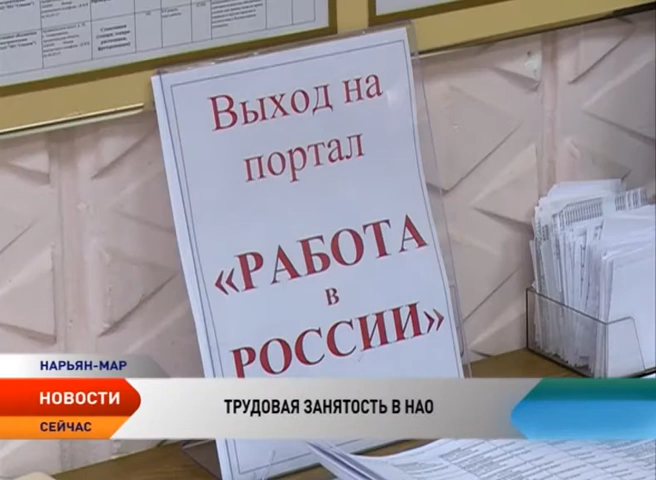 Выход на
портал
«РАБОТА
в
РОССИИ»
НАРЬЯН-МАР
НОВОСТИ
СЕЙЧАС
ТРУДОВАЯ ЗАНЯТОСТЬ В НАО